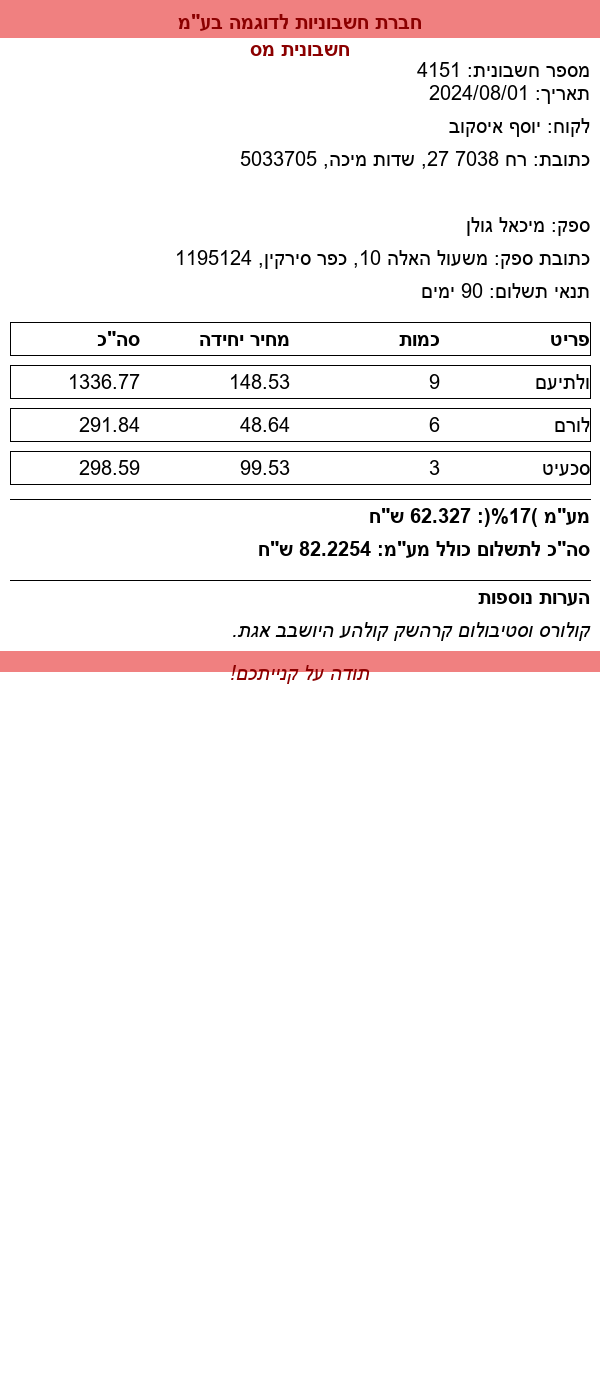 חברת חשבוניות לדוגמה בע"מ
חשבונית מס
מספר חשבונית: 4151
תאריך: 2024/08/01
לקוח: יוסף איסקוב
כתובת: רח 7038 27, שדות מיכה, 5033705
ספק: מיכאל גולן
כתובת ספק: משעול האלה 10, כפר סירקין, 1195124
תנאי תשלום: 90 ימים
פריט כמות מחיר יחידה סה"כ
ולתיעם 9 148.53 1336.77
לורם 6 48.64 291.84
סכעיט 3 99.53 298.59
מע"מ )17%(: 62.327 ש"ח
סה"כ לתשלום כולל מע"מ: 82.2254 ש"ח
הערות נוספות
קולורס וסטיבולום קרהשק קולהע היושבב אגת.
תודה על קנייתכם!